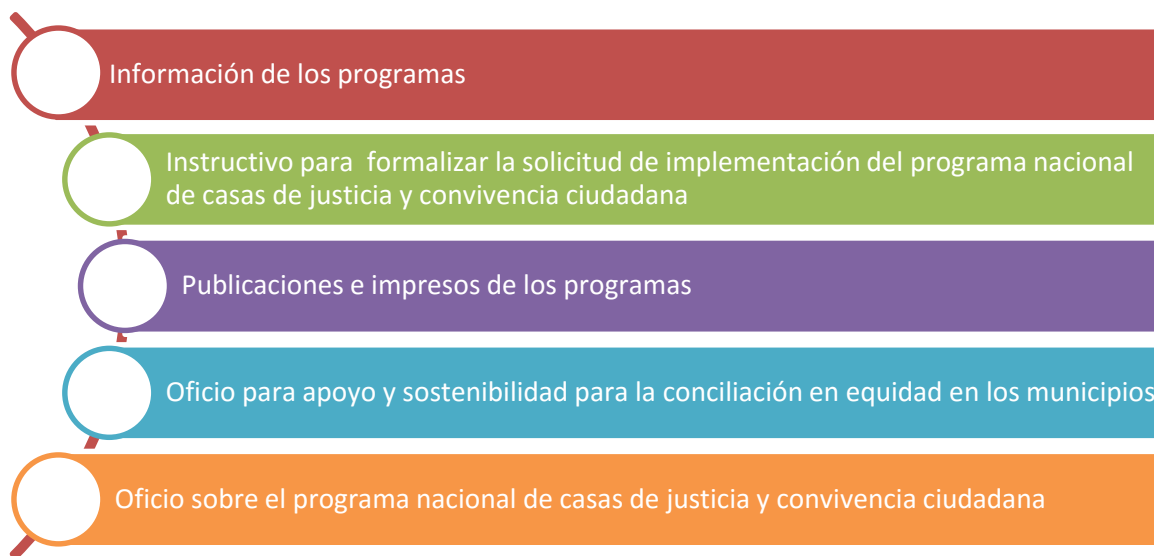 Información de los programas
Instructivo para  formalizar la solicitud de implementación del programa nacional
de casas de justicia y convivencia ciudadana
Publicaciones e impresos de los programas
Oficio para apoyo y sostenibilidad para la conciliación en equidad en los municipios
Oficio sobre el programa nacional de casas de justicia y convivencia ciudadana